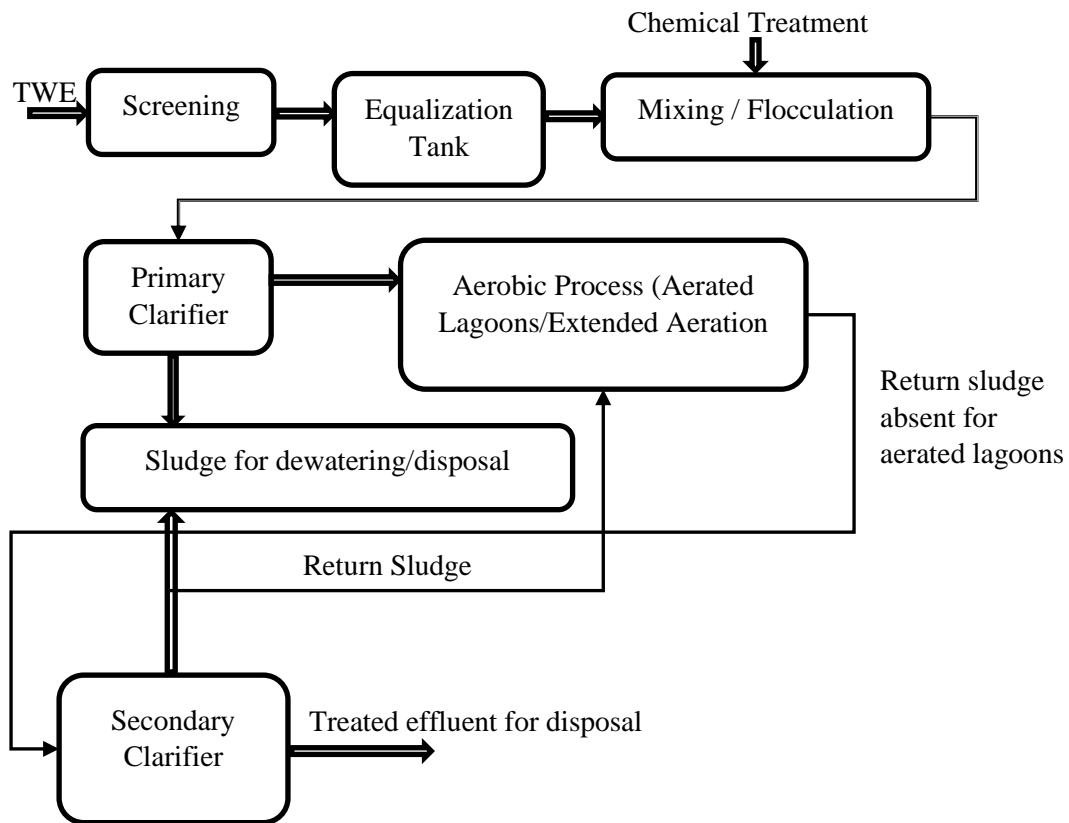 Chemical Treatment
TWE
Screening
Equalization
Tank
Mixing / Flocculation
Primary
Clarifier
Aerobic Process (Aerated
Lagoons/Extended Aeration
Return sludge
absent for
aerated lagoons
Sludge for dewatering/disposal
Return Sludge
Secondary
Clarifier
Treated effluent for disposal